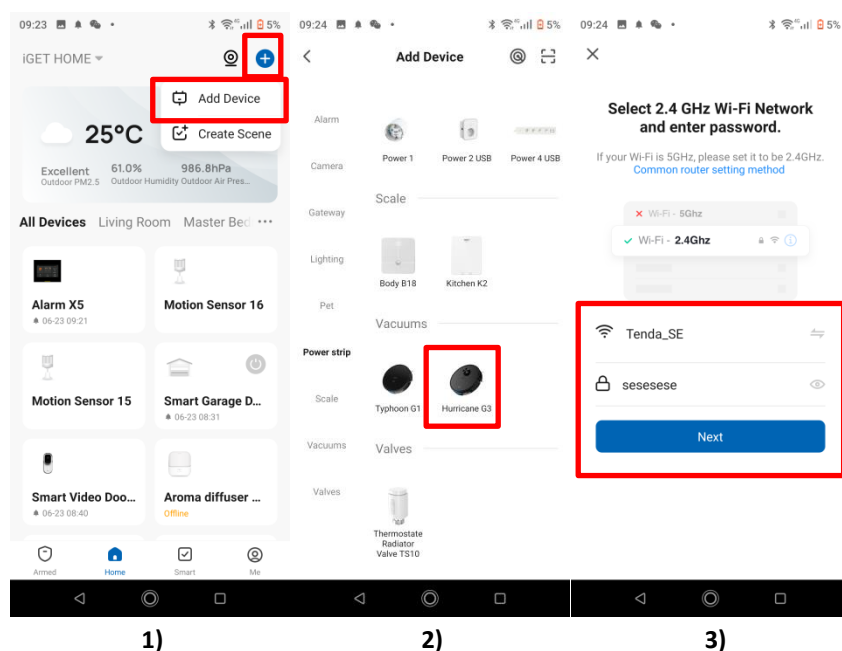 09:23
4G
5%
iGET HOME
Add Device
Create Scene
25°C
Excellent 61.0% 986.8hPa
Outdoor PM2.5 Outdoor Humidity Outdoor Air Pres...
All Devices Living Room Master Bed ...
Alarm X5
06-23 09:21
Motion Sensor 16
Motion Sensor 15
Smart Garage D...
06-23 08:31
Smart Video Doo...
06-23 08:40
Aroma diffuser ...
Offline
Armed Home Smart Me
1)
09:24
4G
5%
Add Device
Alarm
Camera
Gateway
Lighting
Pet
Power strip
Scale
Vacuums
Valves
Power 1 Power 2 USB Power 4 USB
Scale
Body B18 Kitchen K2
Vacuums
Typhoon G1 Hurricane G3
Valves
Thermostate
Radiator
Valve TS10
2)
09:24
4G
5%
Select 2.4 GHz Wi-Fi Network
and enter password.
If your Wi-Fi is 5GHz, please set it to be 2.4GHz.
Common router setting method
Wi-Fi - 5Ghz
Wi-Fi - 2.4Ghz
Tenda_SE
sesesese
Next
3)